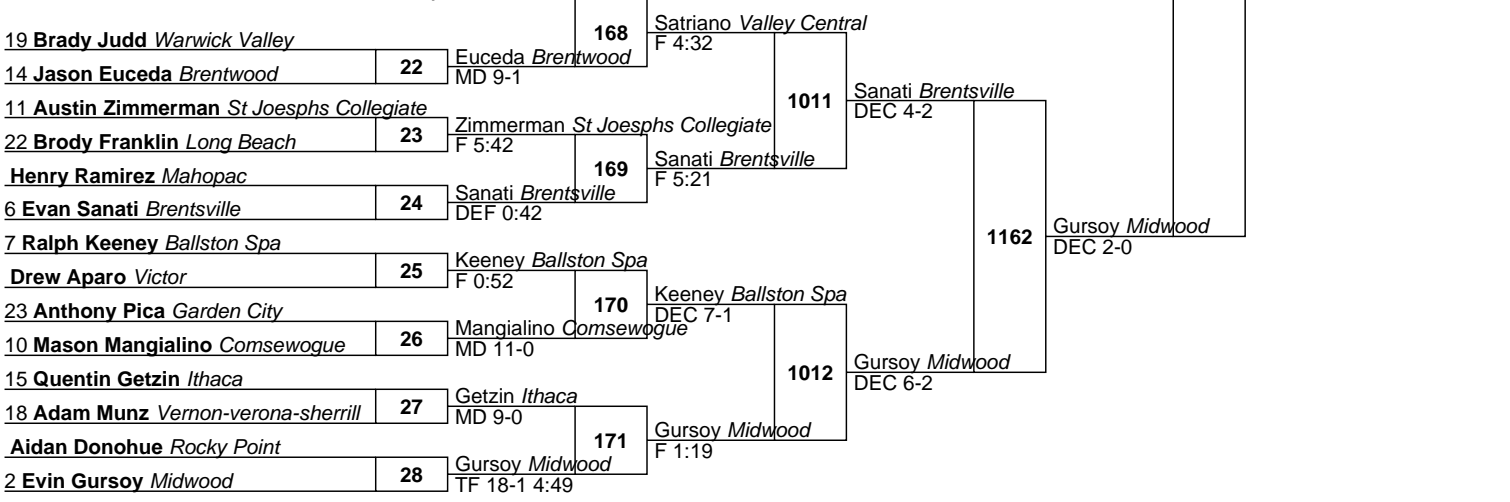 19 Brady Judd Warwick Valley
22
14 Jason Euceda Brentwood
11 Austin Zimmerman St Joesphs Collegiate
23
22 Brody Franklin Long Beach
Henry Ramirez Mahopac
24
6 Evan Sanati Brentsville
7 Ralph Keeney Ballston Spa
25
Drew Aparo Victor
23 Anthony Pica Garden City
26
10 Mason Mangialino Comsewogue
15 Quentin Getzin Ithaca
27
18 Adam Munz Vernon-verona-sherrill
Aidan Donohue Rocky Point
28
2 Evin Gursoy Midwood
168
Euceda Brentwood
MD 9-1
Zimmerman St Joesphs Collegiate
F 5:42
169
Sanati Brentsville
DEF 0:42
Keeney Ballston Spa
F 0:52
170
Mangialino Comsewogue
MD 11-0
Getzin Ithaca
MD 9-0
171
Gursoy Midwood
TF 18-1 4:49
Satriano Valley Central
F 4:32
1011
Sanati Brentsville
F 5:21
Keeney Ballston Spa
DEC 7-1
1012
Gursoy Midwood
F 1:19
Sanati Brentsville
DEC 4-2
1162
Gursoy Midwood
DEC 6-2
Gursoy Midwood
DEC 2-0